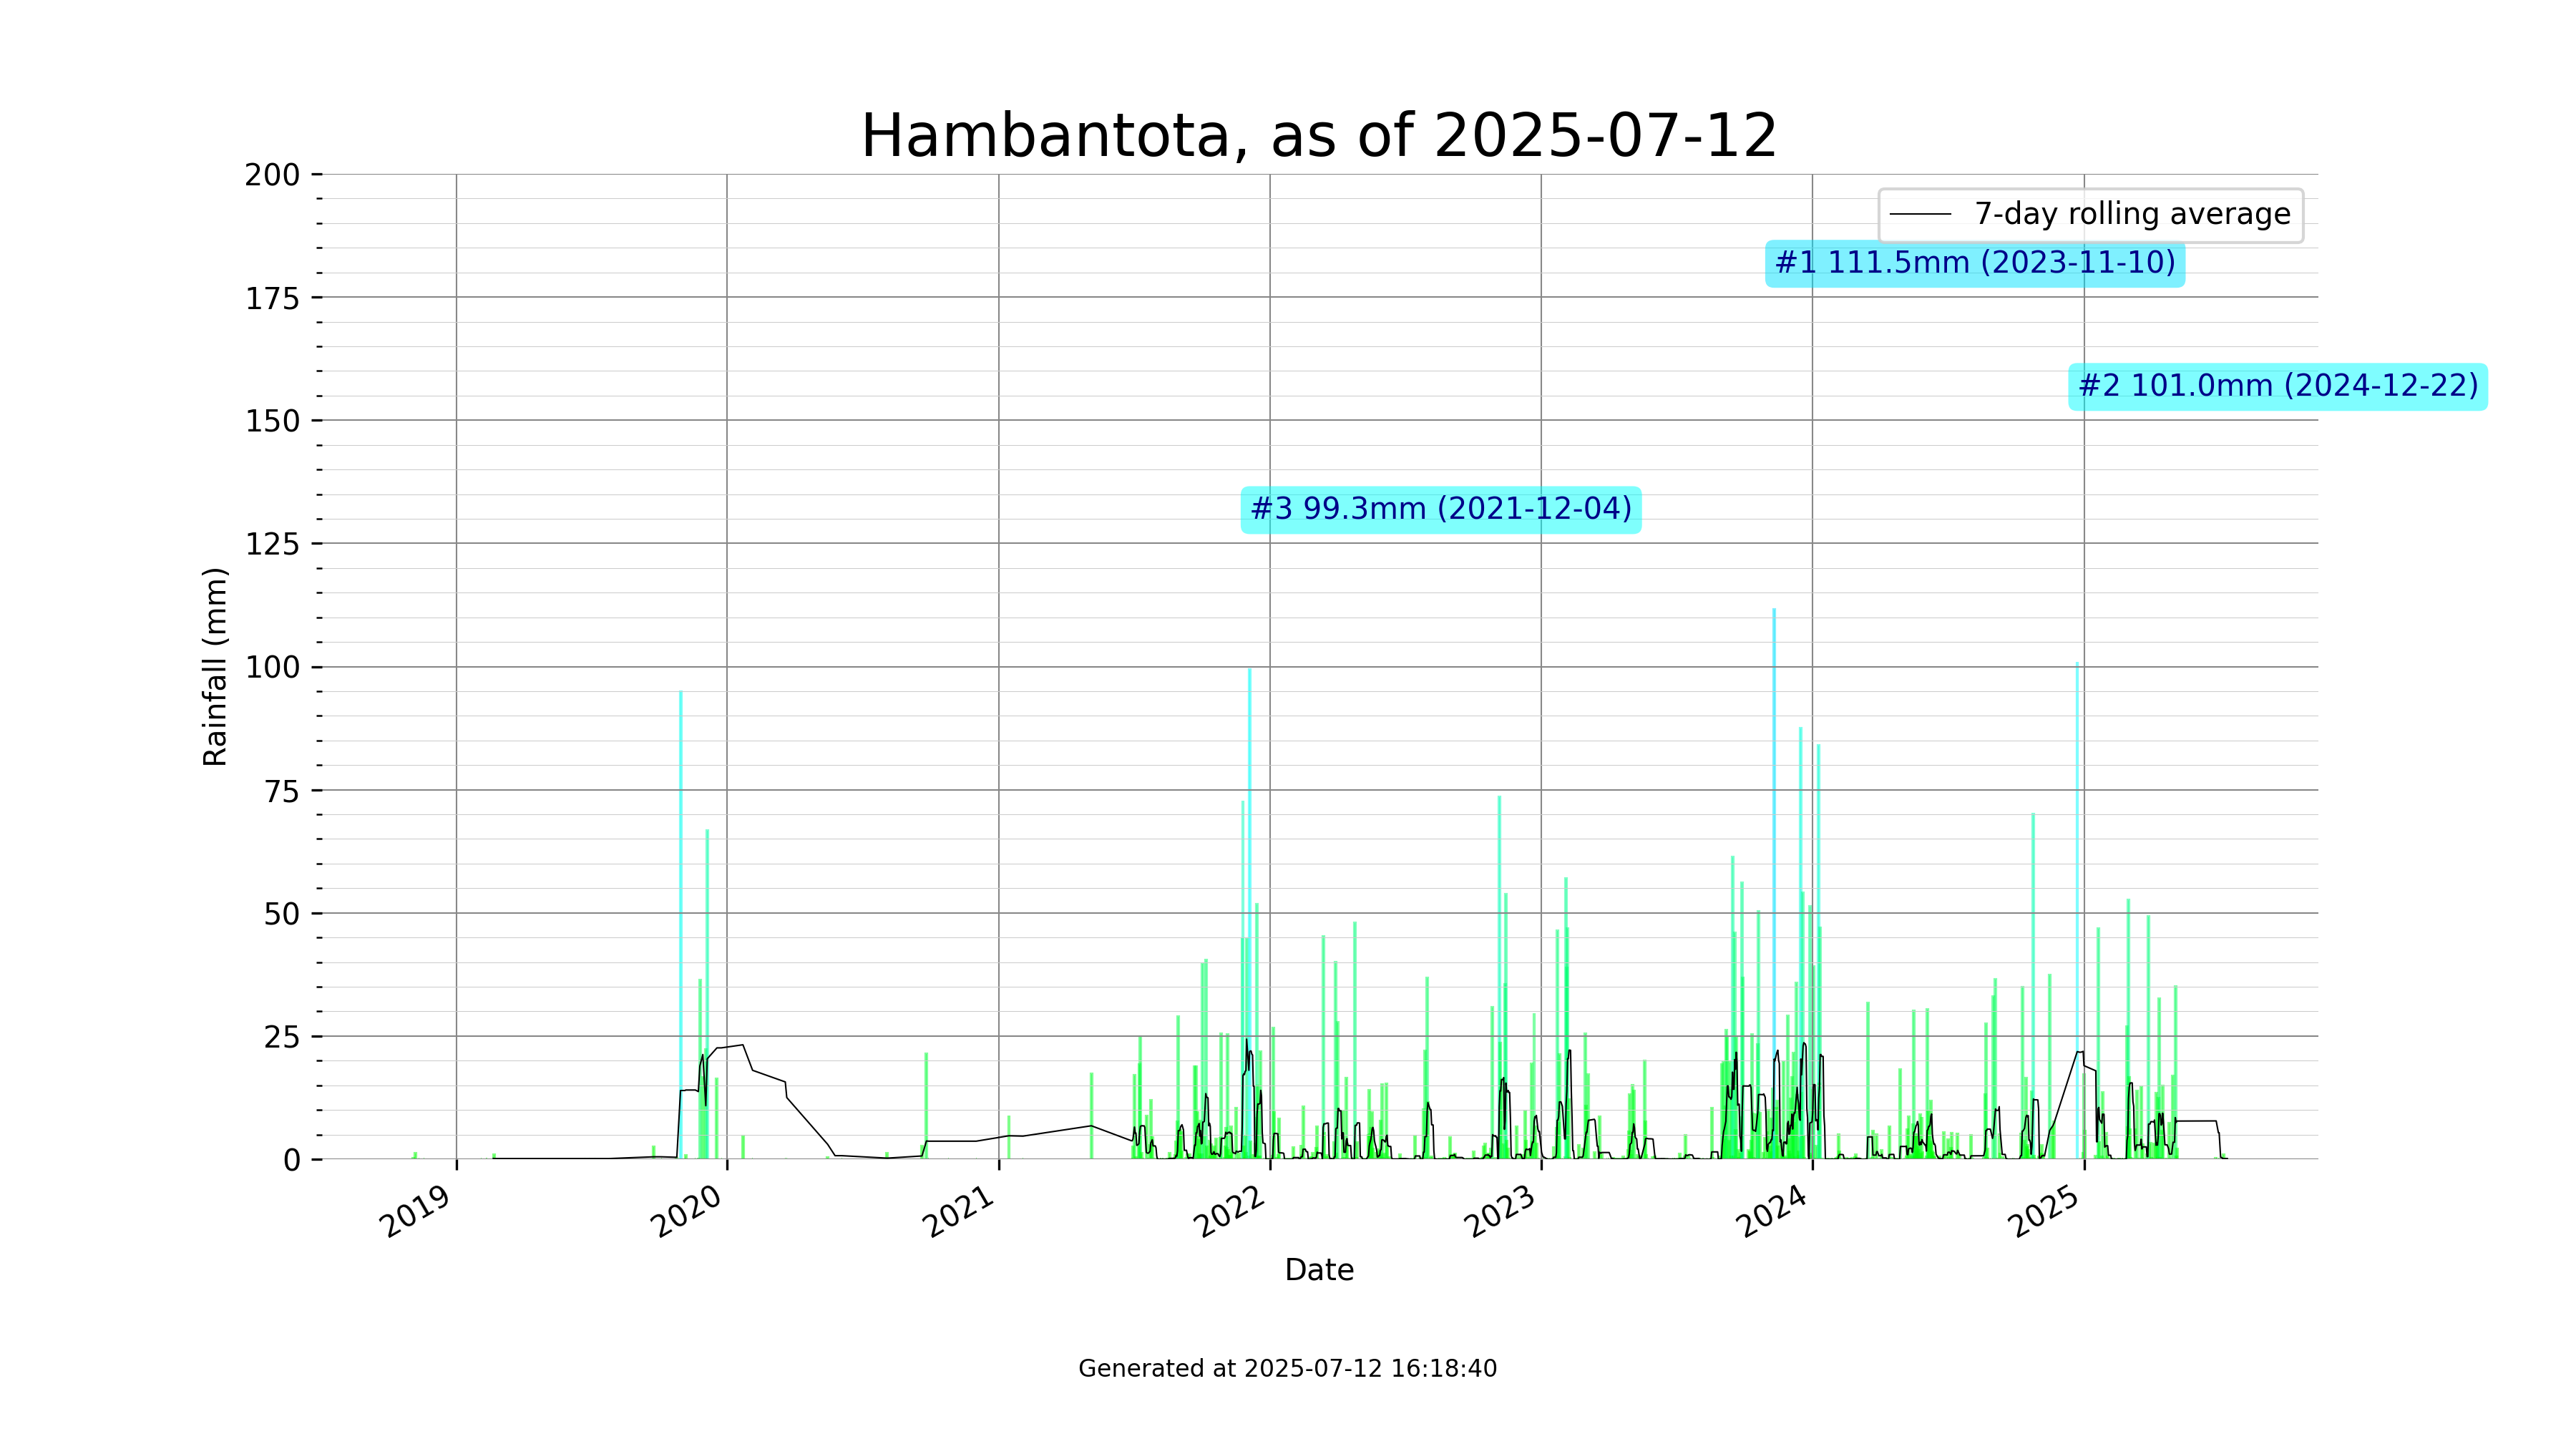 Hambantota, as of 2025-07-12
200
175
150
125
100
75
50
25
0
Rainfall (mm)
7-day rolling average
#1 111.5mm (2023-11-10)
#2 101.0mm (2024-12-22)
#3 99.3mm (2021-12-04)
2019
2020
2021
2022
2023
2024
2025
Date
Generated at 2025-07-12 16:18:40